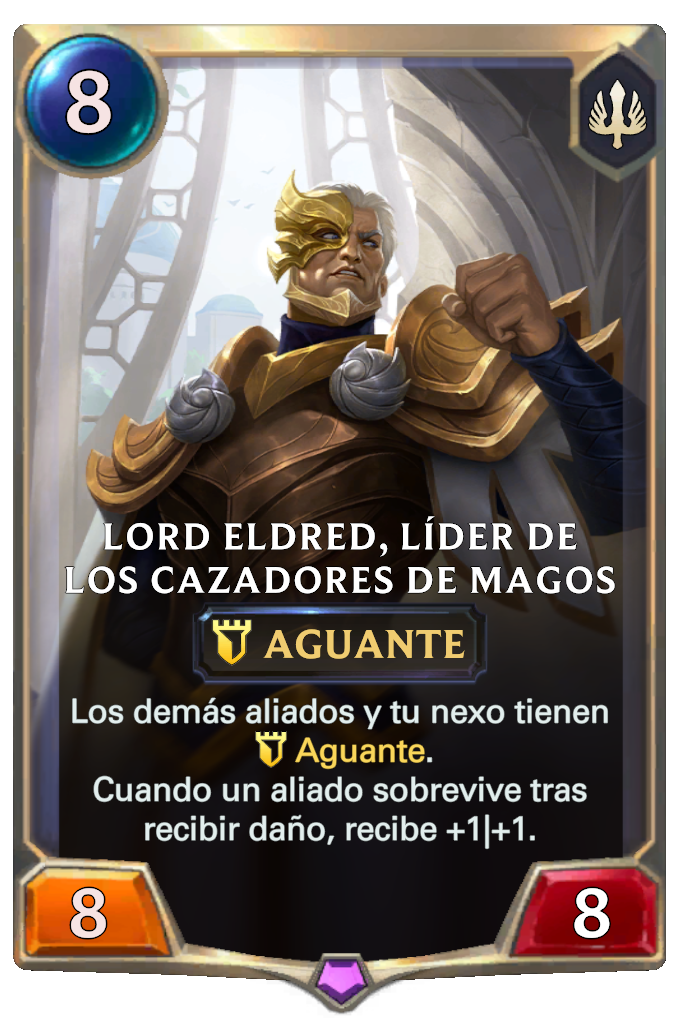 8
LORD ELDRED, LÍDER DE
LOS CAZADORES DE MAGOS
AGUANTE
Los demás aliados y tu nexo tienen
Aguante.
Cuando un aliado sobrevive tras
recibir daño, recibe +1|+1.
8
8